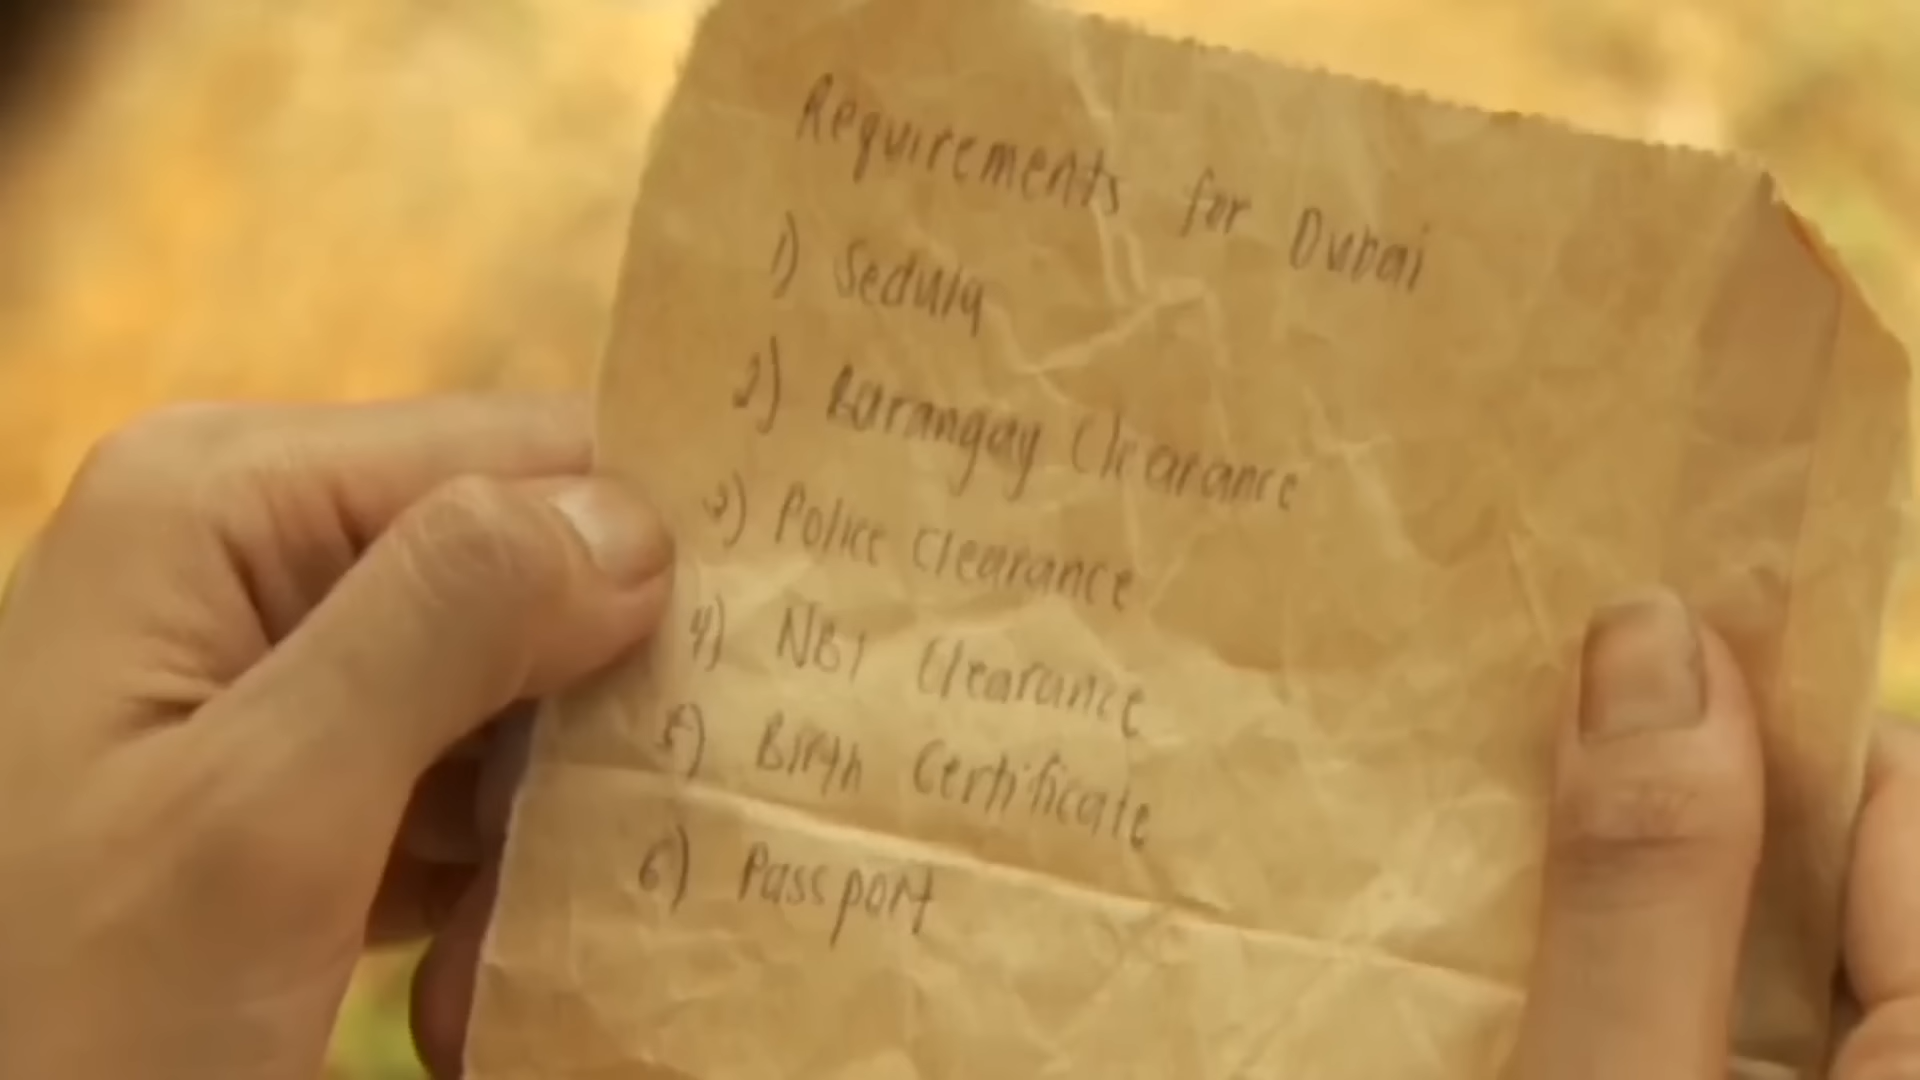 Requirements for Dubai
1) Sedula
2) Barangay Clearance
3) Police Clearance
4) NBI Clearance
5) Birth Certificate
6) Passport